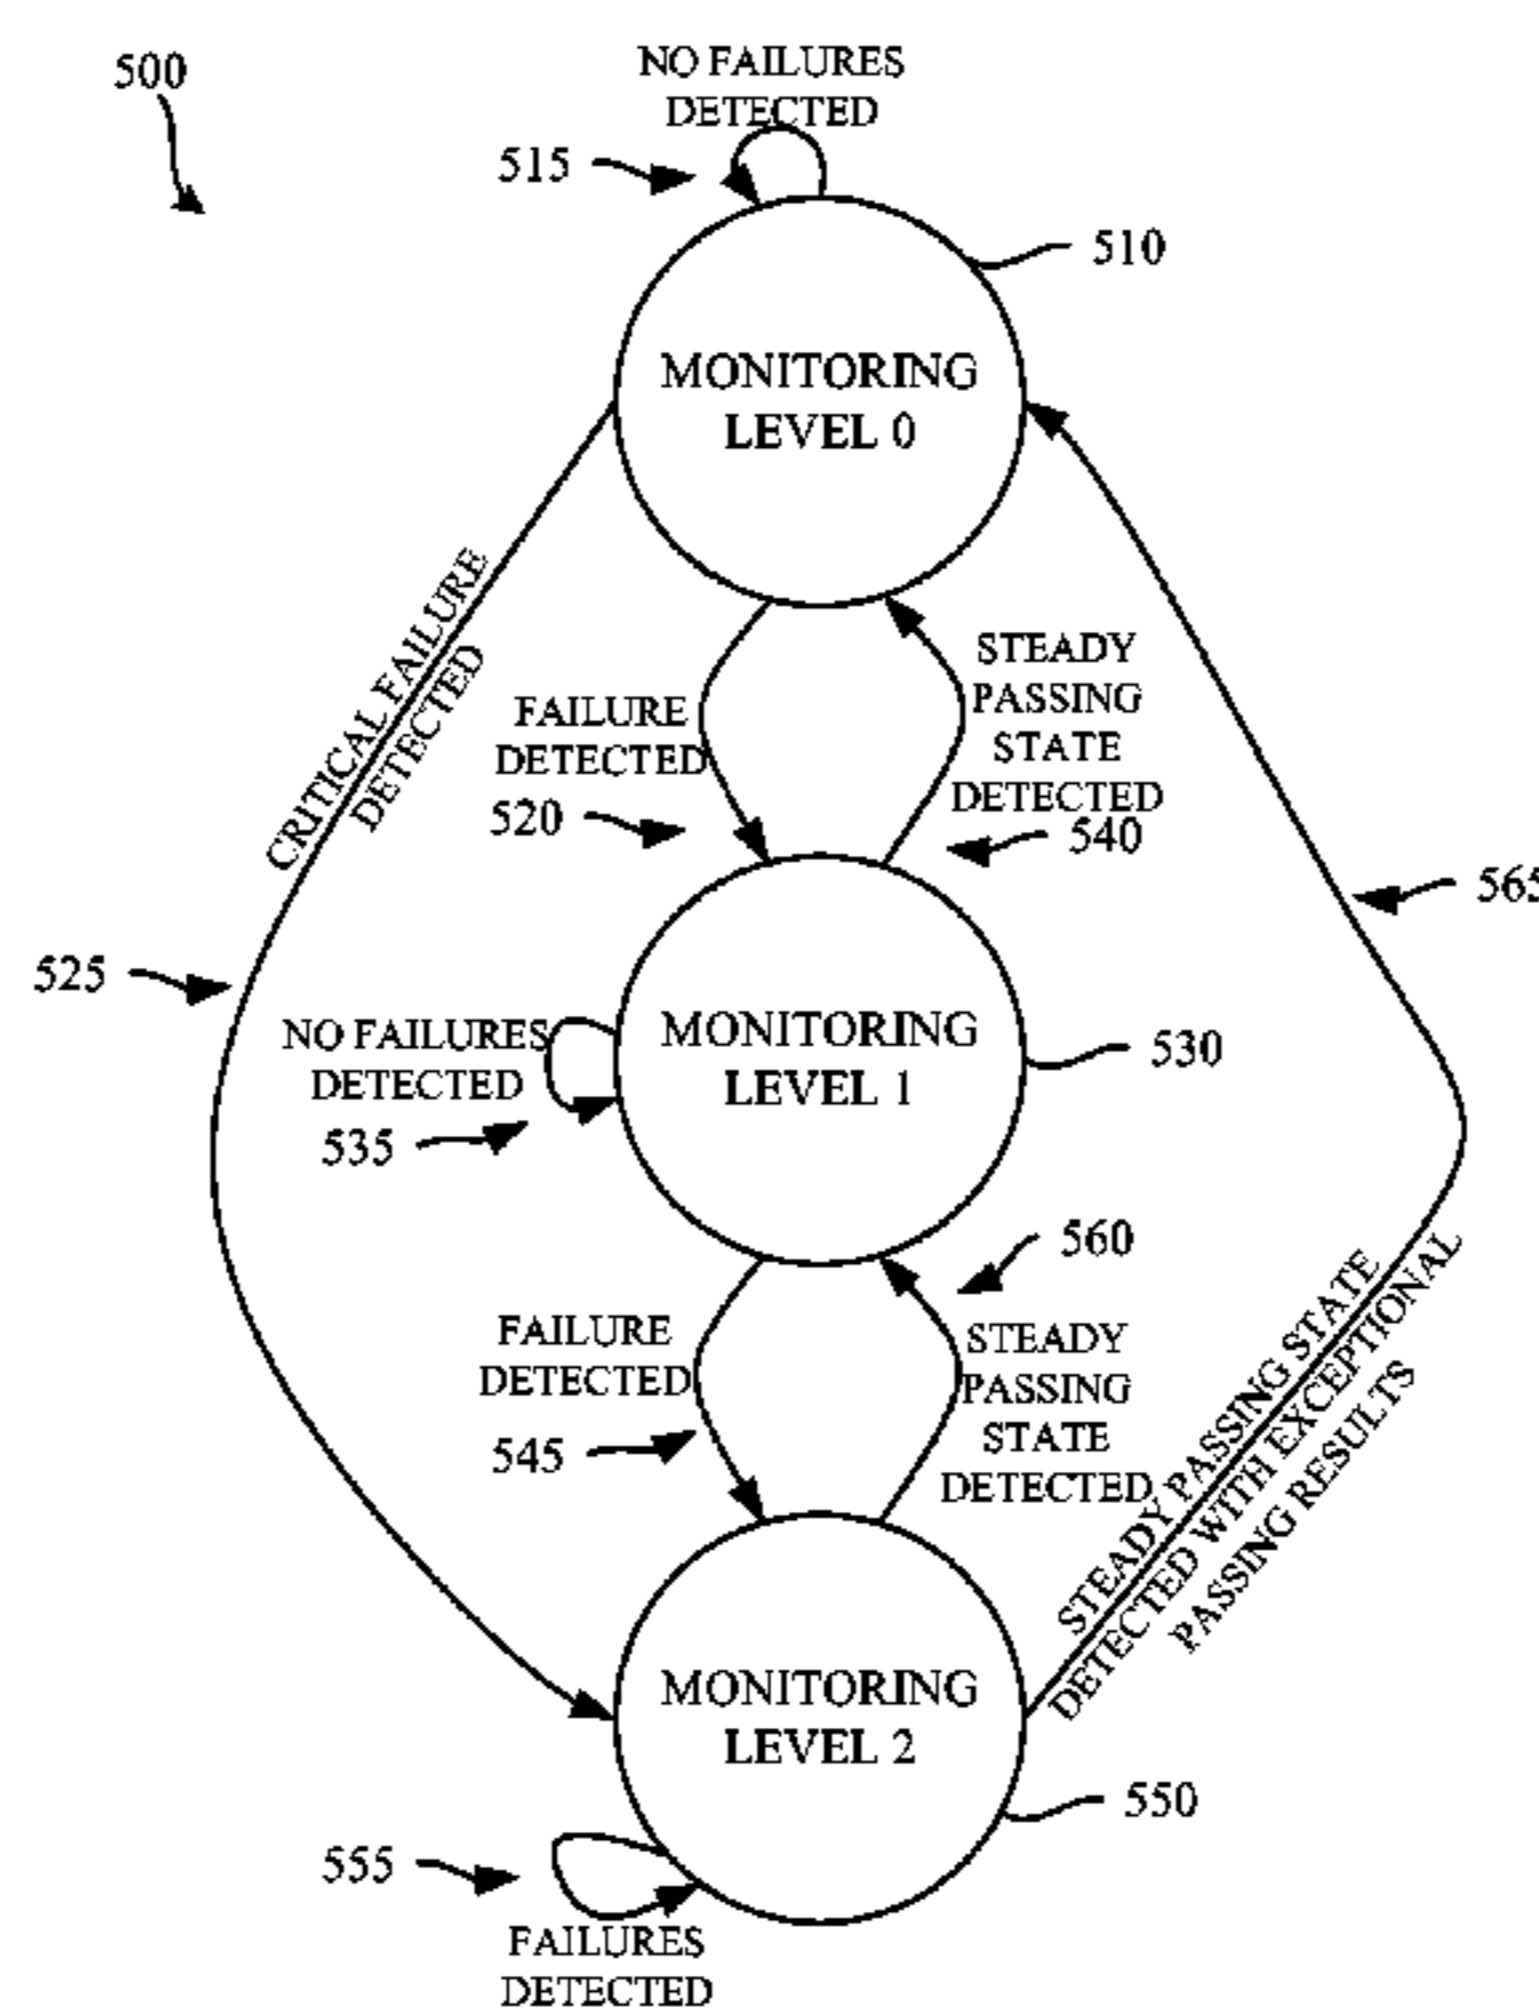 500
NO FAILURES
DETECTED
515
510
MONITORING
LEVEL 0
CRITICAL FAILURE
DETECTED
FAILURE
DETECTED
520
STEADY
PASSING
STATE
DETECTED
540
565
525
NO FAILURES
DETECTED
535
MONITORING
LEVEL 1
530
560
FAILURE
DETECTED
545
STEADY
PASSING
STATE
DETECTED
STEADY PASSING STATE
DETECTED WITH EXCEPTIONAL
PASSING RESULTS
MONITORING
LEVEL 2
550
555
FAILURES
DETECTED